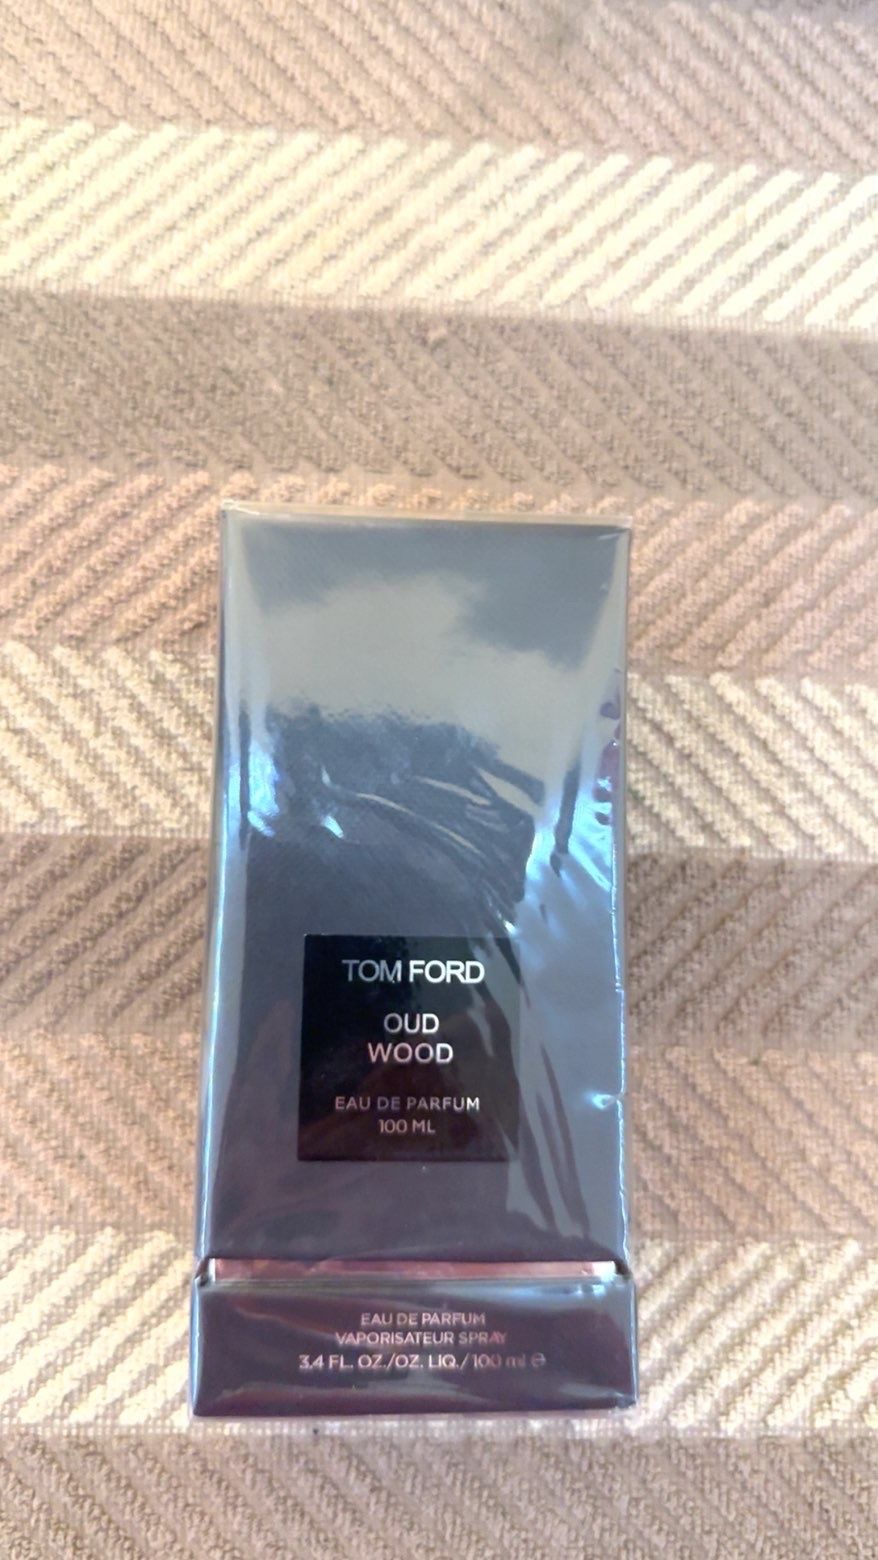 TOM FORD
OUD
WOOD
EAU DE PARFUM
100 ML
EAU DE PARFUM
VAPORISATEUR SPRAY
3.4 FL. OZ./OZ. LIQ./100 ml ℮